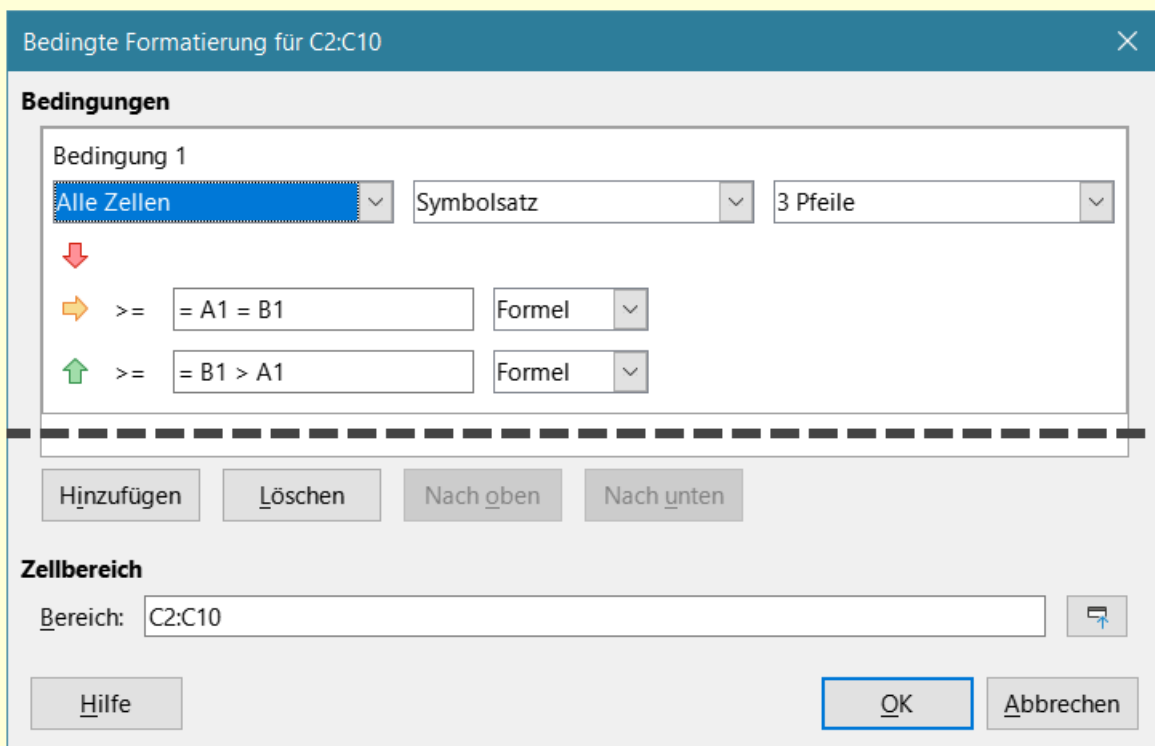 Bedingte Formatierung für C2:C10
Bedingungen
Bedingung 1
Alle Zellen Symbolsatz 3 Pfeile
>= = A1 = B1 Formel
>= = B1 > A1 Formel
Hinzufügen Löschen Nach oben Nach unten
Zellbereich
Bereich: C2:C10
Hilfe OK Abbrechen